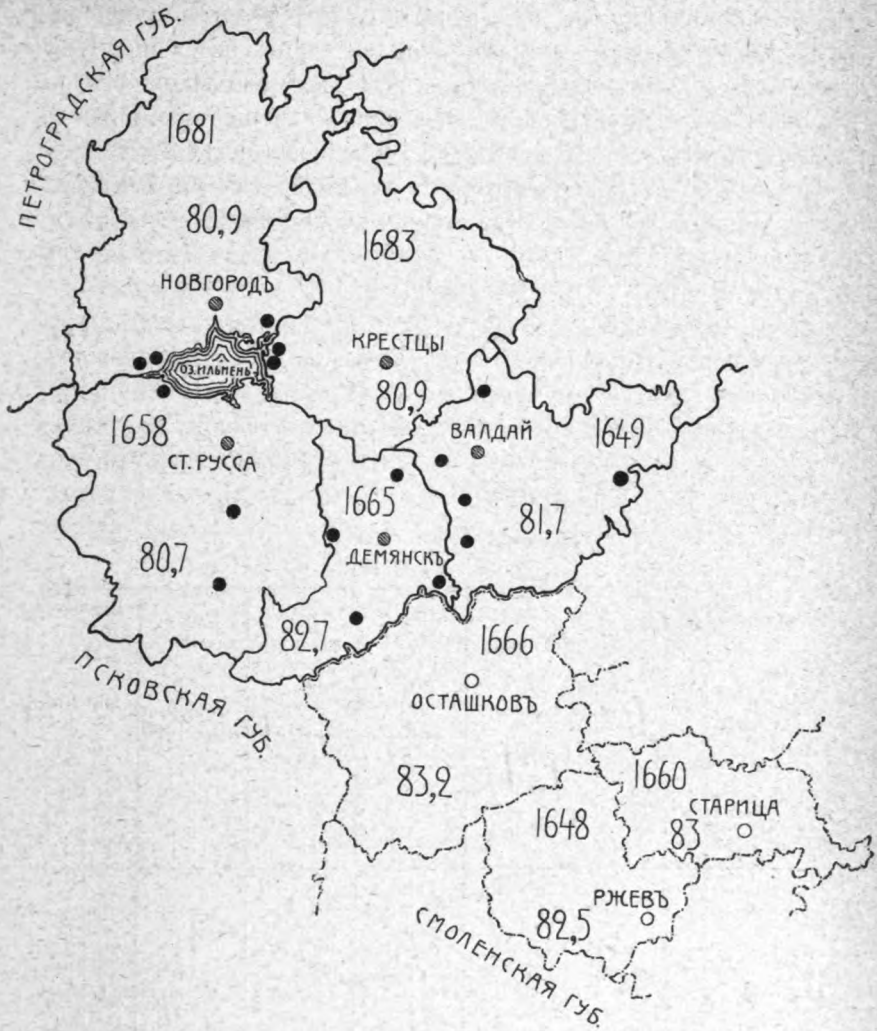 ПЕТРОГРАДСКАЯ ГУБ.
1681
80,9
НОВГОРОДЪ
1683
КРЕСТЦЫ
80,9
ОЗ.ИЛЬМЕНЬ
1658
СТ. РУССА
80,7
ВАЛДАЙ
1649
81,7
1665
ДЕМЯНСКЪ
82,7
ПСКОВСКАЯ ГУБ.
1666
ОСТАШКОВЪ
83,2
1660
СТАРИЦА
83
1648
РЖЕВЪ
82,5
СМОЛЕНСКАЯ ГУБ.